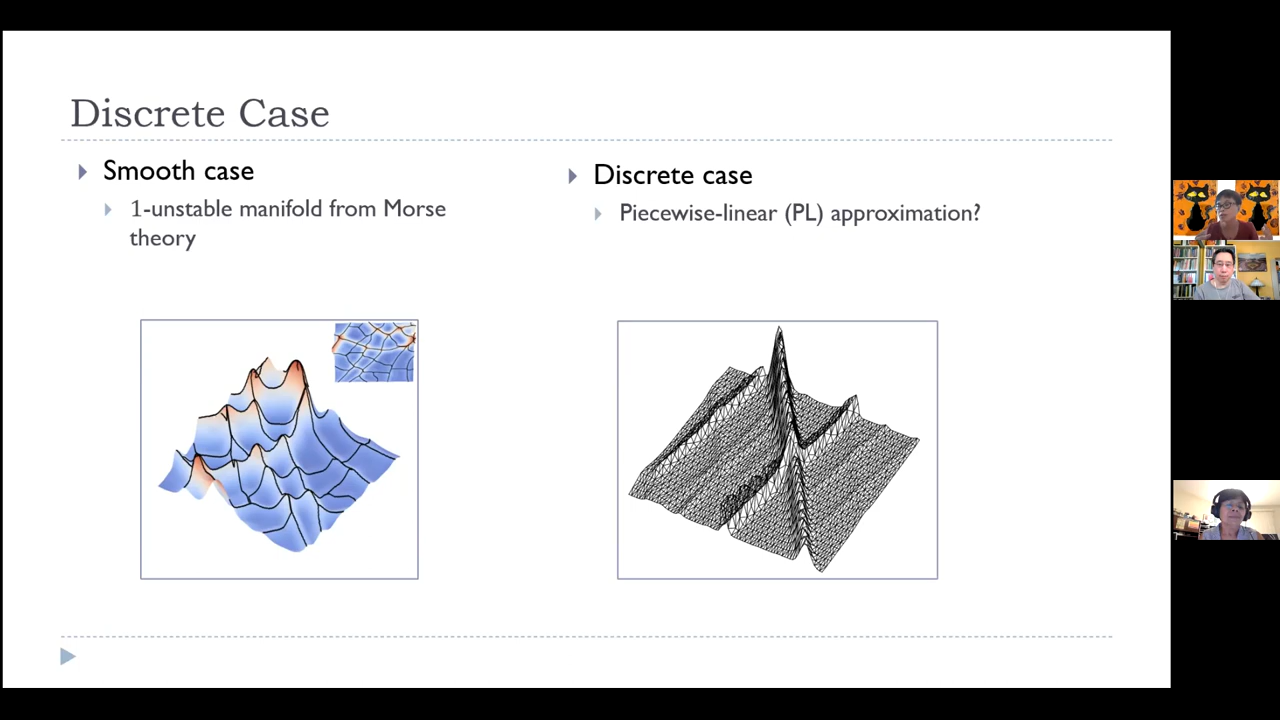 Discrete Case
Smooth case
1-unstable manifold from Morse
theory
Discrete case
Piecewise-linear (PL) approximation?